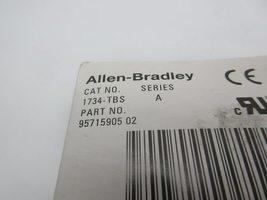 Allen-Bradley CE
CAT NO. SERIES
1734-TBS A
PART NO.
95715905 02